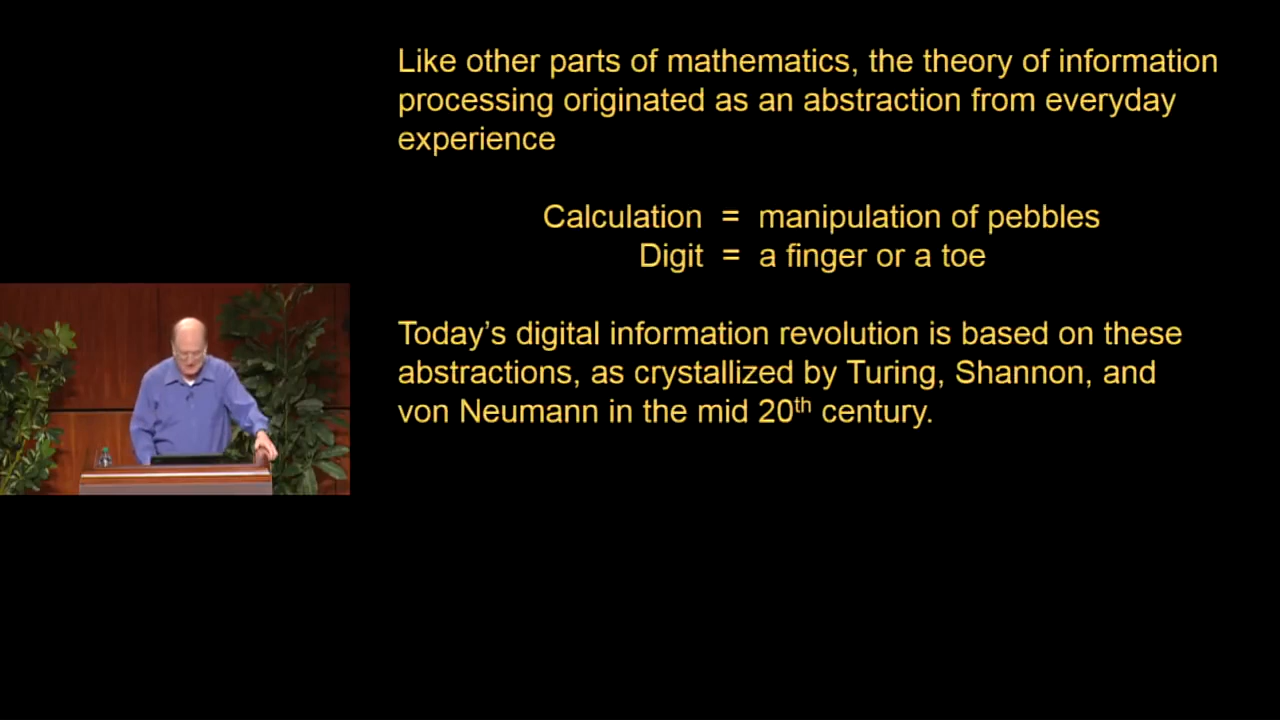 Like other parts of mathematics, the theory of information
processing originated as an abstraction from everyday
experience
Calculation = manipulation of pebbles
Digit = a finger or a toe
Today’s digital information revolution is based on these
abstractions, as crystallized by Turing, Shannon, and
von Neumann in the mid 20th century.